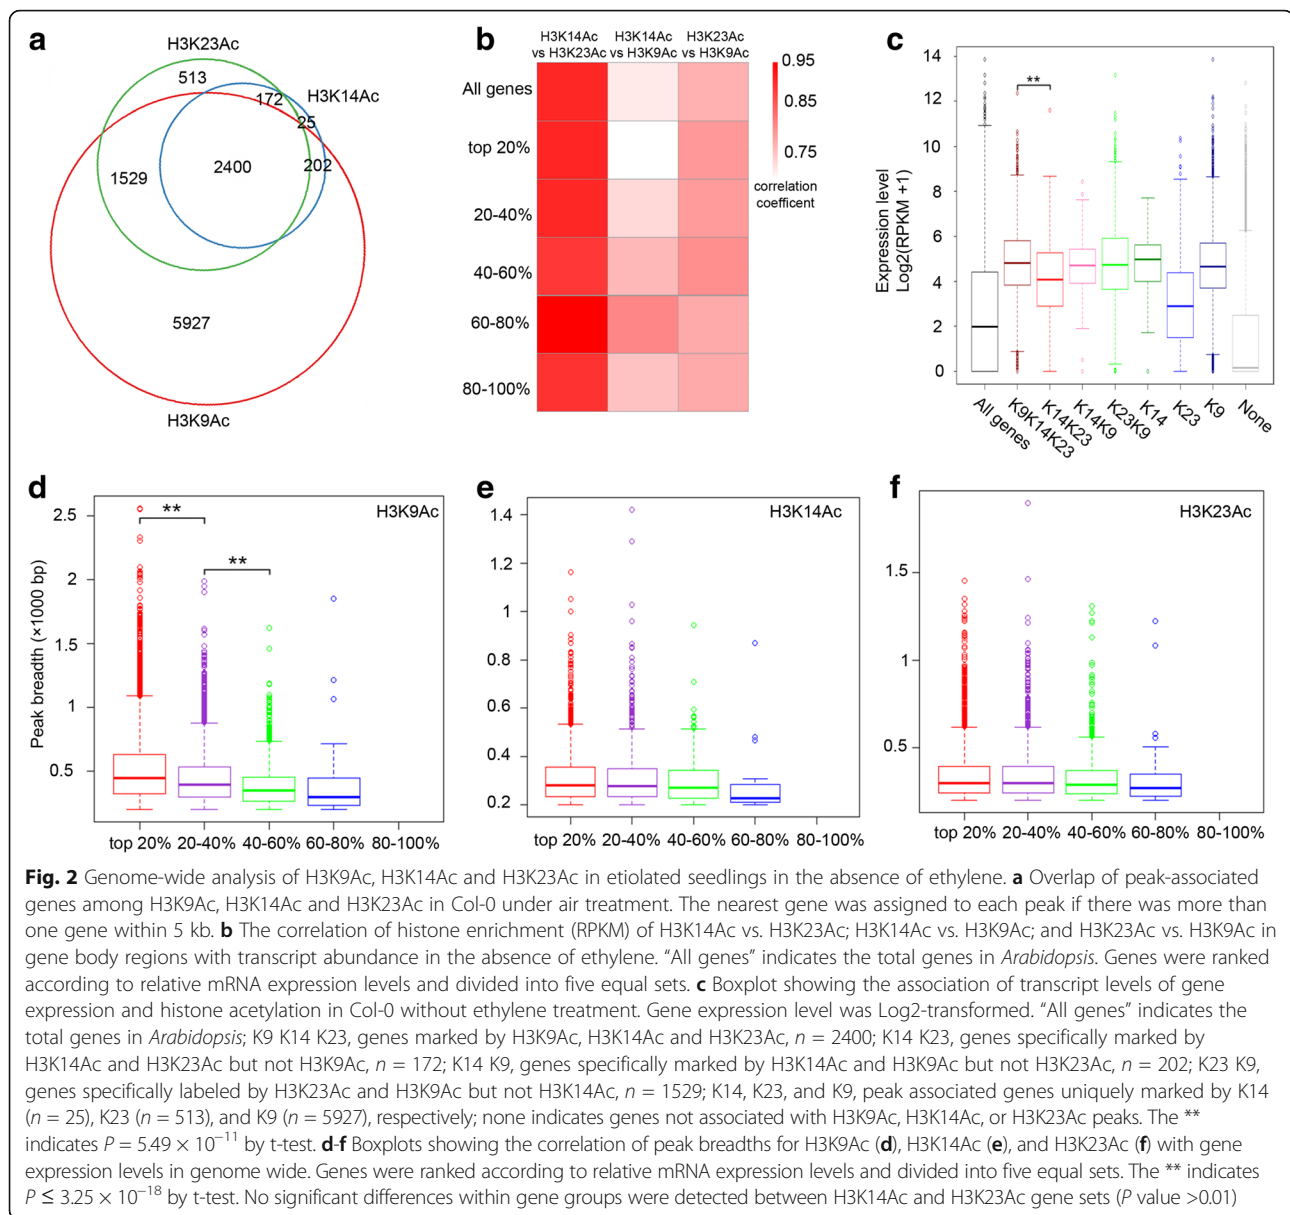 a
H3K23Ac
513
172
H3K14Ac
25
1529
2400
202
5927
H3K9Ac
b
H3K14Ac H3K14Ac H3K23Ac
vs H3K23Ac vs H3K9Ac vs H3K9Ac
All genes
top 20%
20-40%
40-60%
60-80%
80-100%
0.95
0.85
0.75
correlation
coefficent
c
Expression level
Log2(RPKM +1)
14
12
10
8
6
4
2
0
**
All genes
K9K14K23
K14K23
K14K9
K23K9
K14
K23
K9
None
d
H3K9Ac
Peak breadth (×1000 bp)
2.5
2
1.5
1
0.5
**
**
top 20% 20-40% 40-60% 60-80% 80-100%
e
H3K14Ac
1.4
1.2
1
0.8
0.6
0.4
0.2
top 20% 20-40% 40-60% 60-80% 80-100%
f
H3K23Ac
1.5
1
0.5
top 20% 20-40% 40-60% 60-80% 80-100%
Fig. 2 Genome-wide analysis of H3K9Ac, H3K14Ac and H3K23Ac in etiolated seedlings in the absence of ethylene. a Overlap of peak-associated
genes among H3K9Ac, H3K14Ac and H3K23Ac in Col-0 under air treatment. The nearest gene was assigned to each peak if there was more than
one gene within 5 kb. b The correlation of histone enrichment (RPKM) of H3K14Ac vs. H3K23Ac; H3K14Ac vs. H3K9Ac; and H3K23Ac vs. H3K9Ac in
gene body regions with transcript abundance in the absence of ethylene. “All genes” indicates the total genes in Arabidopsis. Genes were ranked
according to relative mRNA expression levels and divided into five equal sets. c Boxplot showing the association of transcript levels of gene
expression and histone acetylation in Col-0 without ethylene treatment. Gene expression level was Log2-transformed. “All genes” indicates the
total genes in Arabidopsis; K9 K14 K23, genes marked by H3K9Ac, H3K14Ac and H3K23Ac, n = 2400; K14 K23, genes specifically marked by
H3K14Ac and H3K23Ac but not H3K9Ac, n = 172; K14 K9, genes specifically marked by H3K14Ac and H3K9Ac but not H3K23Ac, n = 202; K23 K9,
genes specifically labeled by H3K23Ac and H3K9Ac but not H3K14Ac, n = 1529; K14, K23, and K9, peak associated genes uniquely marked by K14
(n = 25), K23 (n = 513), and K9 (n = 5927), respectively; none indicates genes not associated with H3K9Ac, H3K14Ac, or H3K23Ac peaks. The **
indicates P = 5.49 × 10⁻¹¹ by t-test. d-f Boxplots showing the correlation of peak breadths for H3K9Ac (d), H3K14Ac (e), and H3K23Ac (f) with gene
expression levels in genome wide. Genes were ranked according to relative mRNA expression levels and divided into five equal sets. The ** indicates
P ≤ 3.25 × 10⁻¹⁸ by t-test. No significant differences within gene groups were detected between H3K14Ac and H3K23Ac gene sets (P value >0.01)